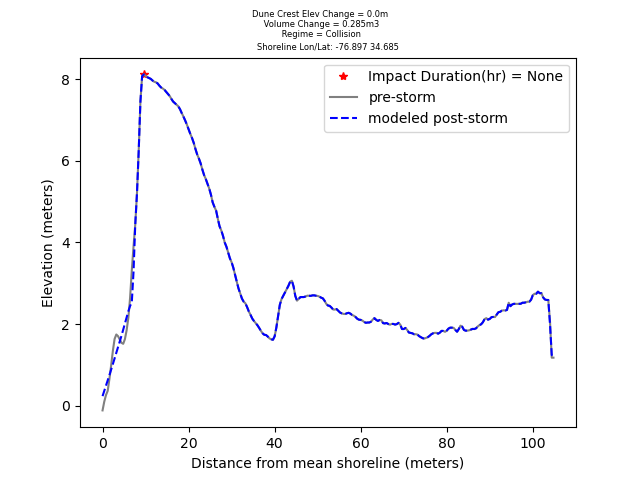 Dune Crest Elev Change = 0.0m
Volume Change = 0.285m3
Regime = Collision
Shoreline Lon/Lat: -76.897 34.685
Impact Duration(hr) = None
pre-storm
modeled post-storm
8
6
4
2
0
Elevation (meters)
0 20 40 60 80 100
Distance from mean shoreline (meters)